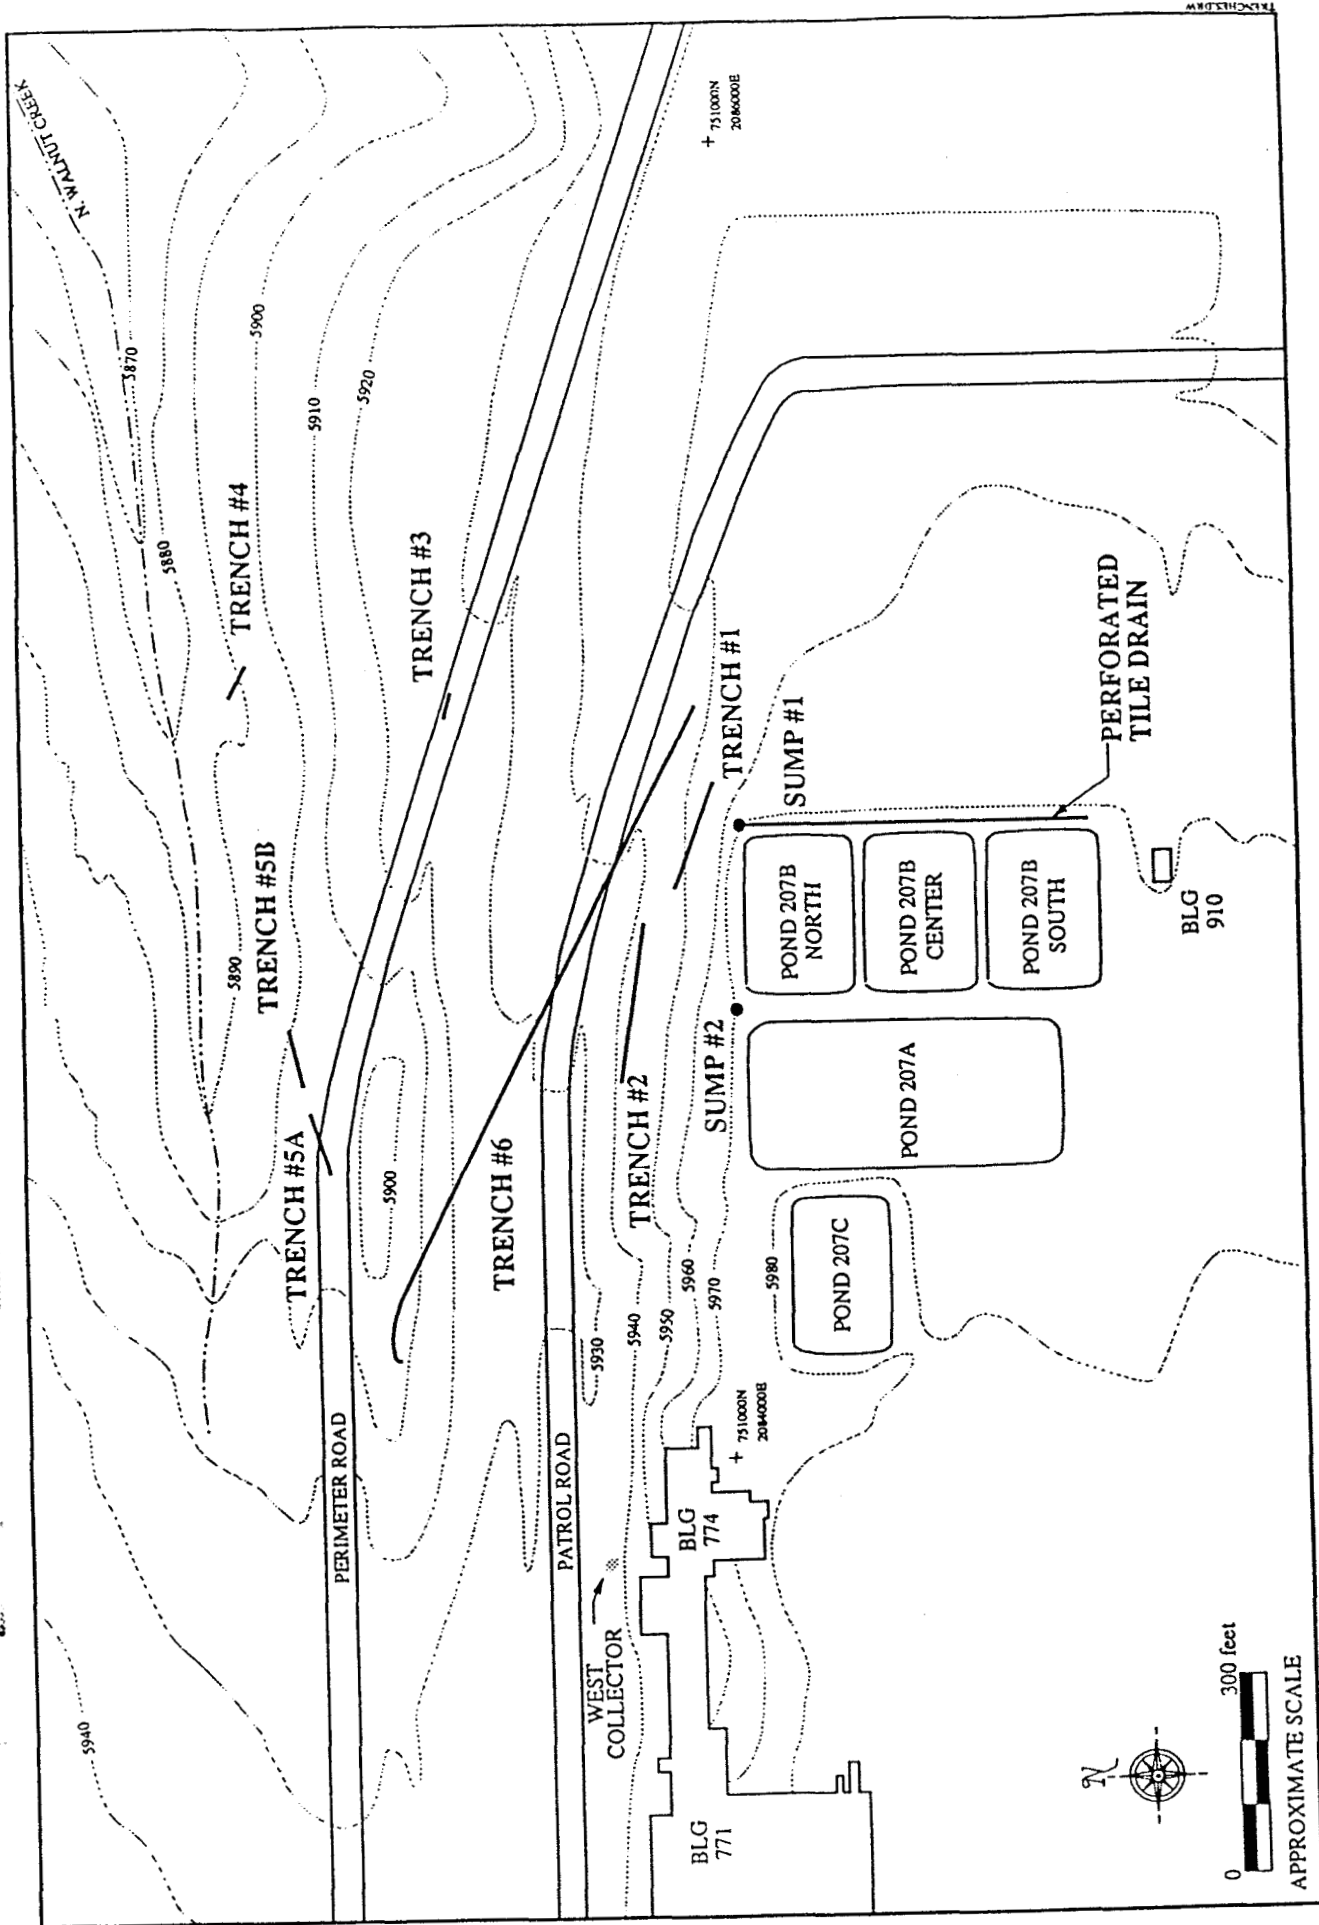 TRENCHES.DRW
N. WALNUT CREEK
5870
5880
5890
5900
5910
5920
TRENCH #4
TRENCH #3
TRENCH #5B
TRENCH #5A
5940
5900
PERIMETER ROAD
TRENCH #6
PATROL ROAD
TRENCH #1
TRENCH #2
SUMP #1
SUMP #2
PERFORATED
TILE DRAIN
POND 207B
NORTH
POND 207B
CENTER
POND 207B
SOUTH
POND 207A
POND 207C
BLG
910
5930
5940
5950
5960
5970
5980
+ 751000N
2086000E
+ 751000N
2084000E
WEST
COLLECTOR
BLG
774
BLG
771
N
0
300 feet
APPROXIMATE SCALE